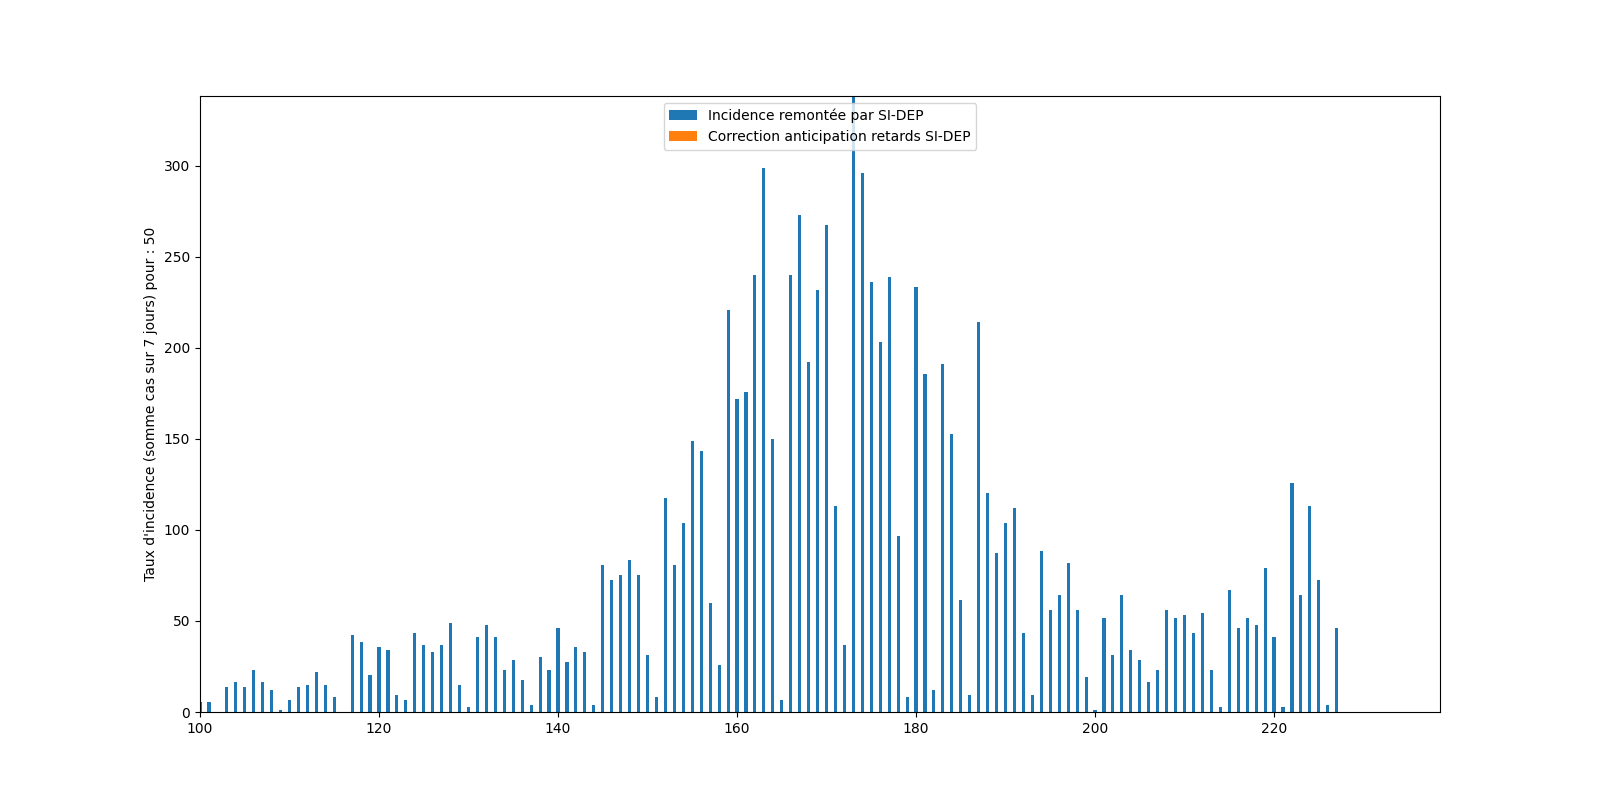 Incidence remontée par SI-DEP
Correction anticipation retards SI-DEP
Taux d'incidence (somme cas sur 7 jours) pour : 50
300
250
200
150
100
50
0
100 120 140 160 180 200 220